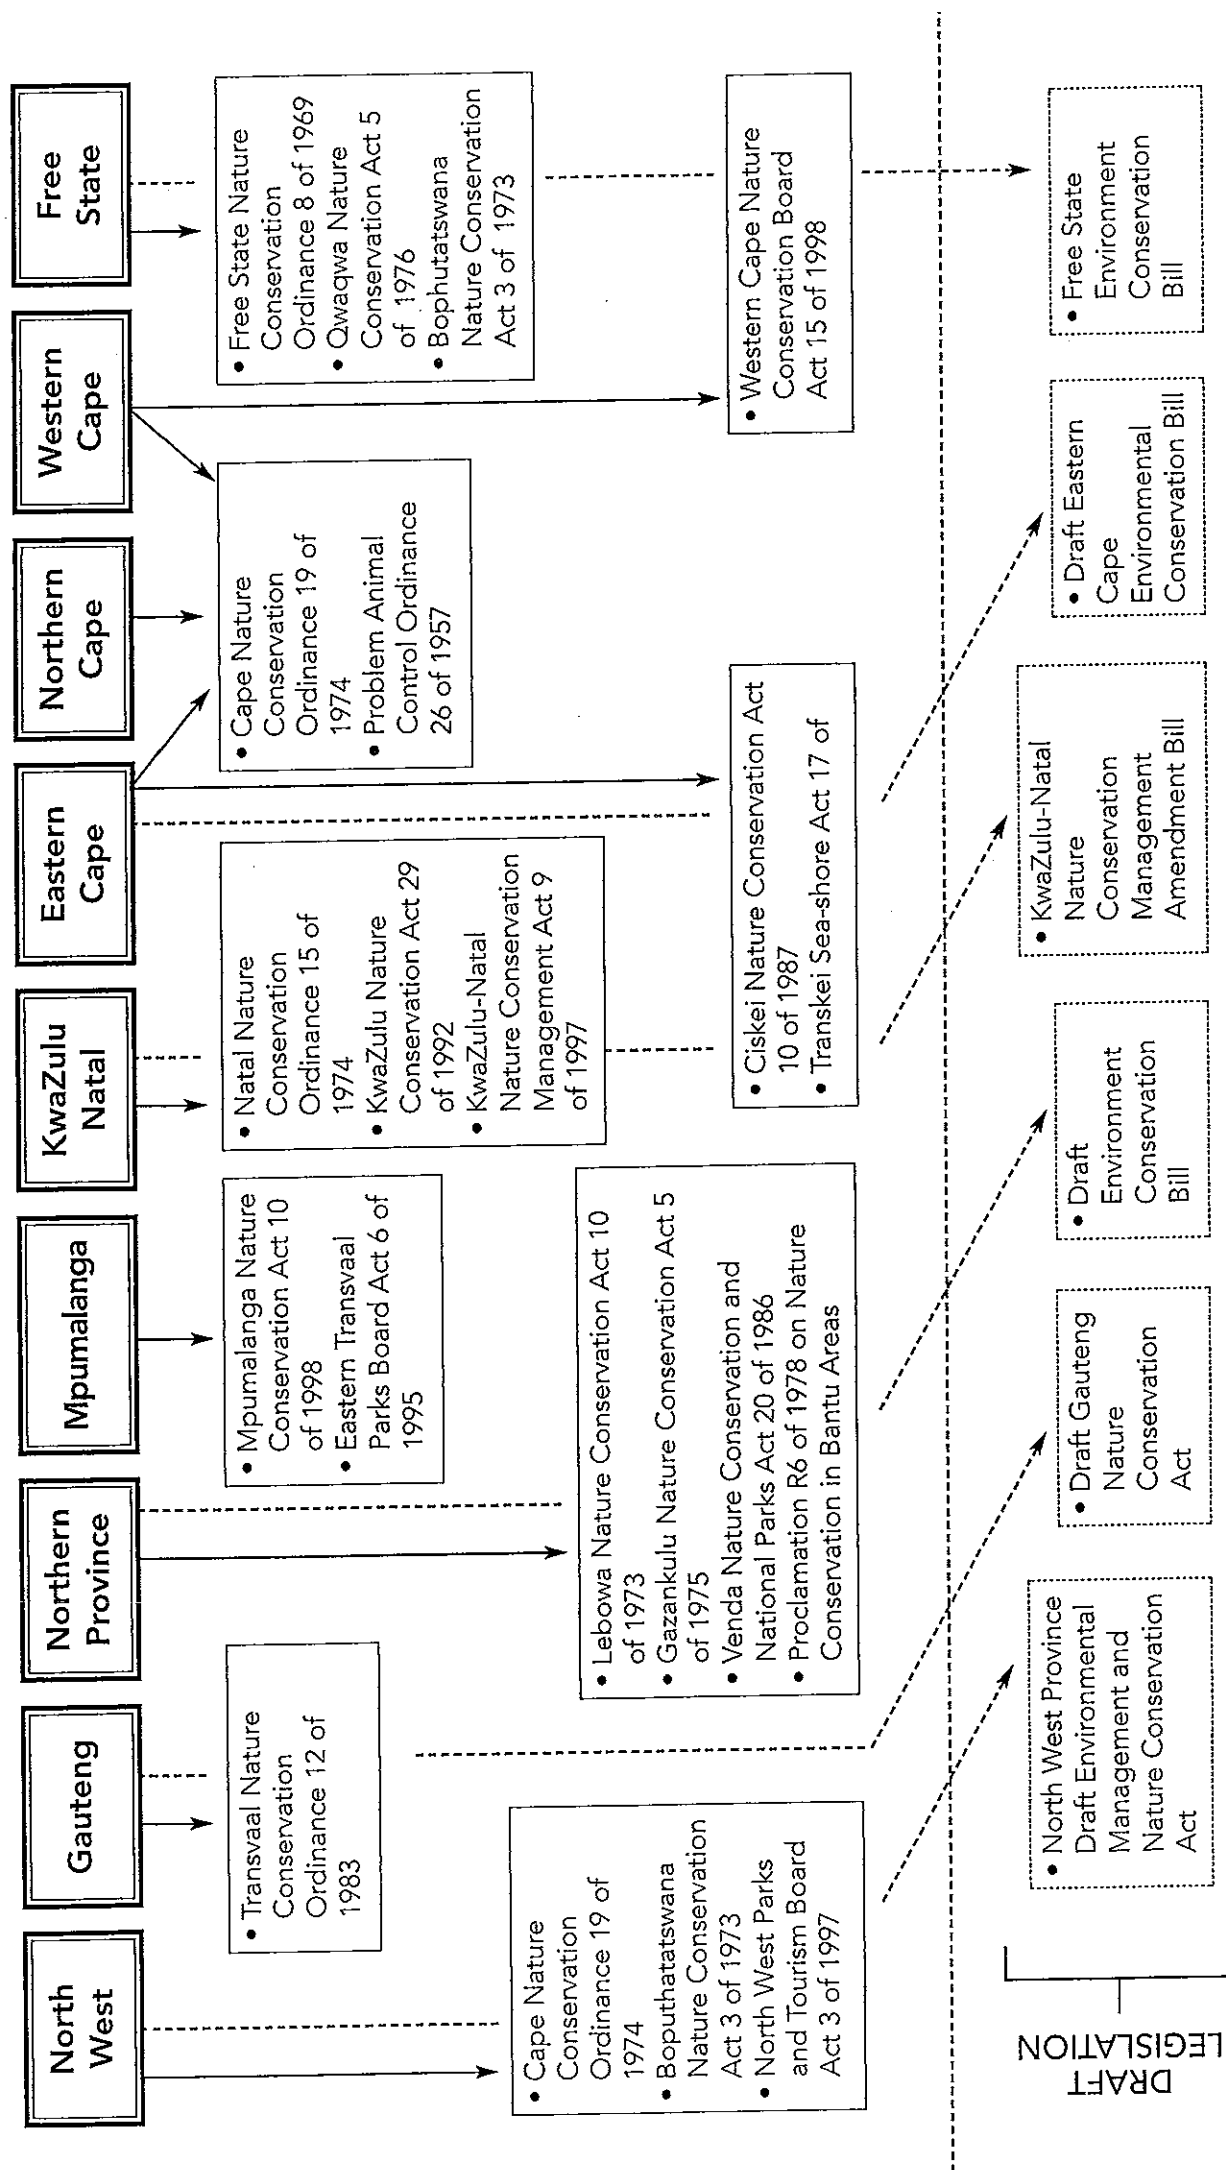 North
West
Gauteng
Northern
Province
Mpumalanga
KwaZulu
Natal
Eastern
Cape
Northern
Cape
Western
Cape
Free
State
• Transvaal Nature
Conservation
Ordinance 12 of
1983
• Mpumalanga Nature
Conservation Act 10
of 1998
• Eastern Transvaal
Parks Board Act 6 of
1995
• Natal Nature
Conservation
Ordinance 15 of
1974
• KwaZulu Nature
Conservation Act 29
of 1992
• KwaZulu-Natal
Nature Conservation
Management Act 9
of 1997
• Cape Nature
Conservation
Ordinance 19 of
1974
• Problem Animal
Control Ordinance
26 of 1957
• Free State Nature
Conservation
Ordinance 8 of 1969
• Qwaqwa Nature
Conservation Act 5
of 1976
• Bophutatswana
Nature Conservation
Act 3 of 1973
• Cape Nature
Conservation
Ordinance 19 of
1974
• Boputhatatswana
Nature Conservation
Act 3 of 1973
• North West Parks
and Tourism Board
Act 3 of 1997
• Lebowa Nature Conservation Act 10
of 1973
• Gazankulu Nature Conservation Act 5
of 1975
• Venda Nature Conservation and
National Parks Act 20 of 1986
• Proclamation R6 of 1978 on Nature
Conservation in Bantu Areas
• Ciskei Nature Conservation Act
10 of 1987
• Transkei Sea-shore Act 17 of
• Western Cape Nature
Conservation Board
Act 15 of 1998
DRAFT
LEGISLATION
• North West Province
Draft Environmental
Management and
Nature Conservation
Act
• Draft Gauteng
Nature
Conservation
Act
• Draft
Environment
Conservation
Bill
• KwaZulu-Natal
Nature
Conservation
Management
Amendment Bill
• Draft Eastern
Cape
Environmental
Conservation Bill
• Free State
Environment
Conservation
Bill